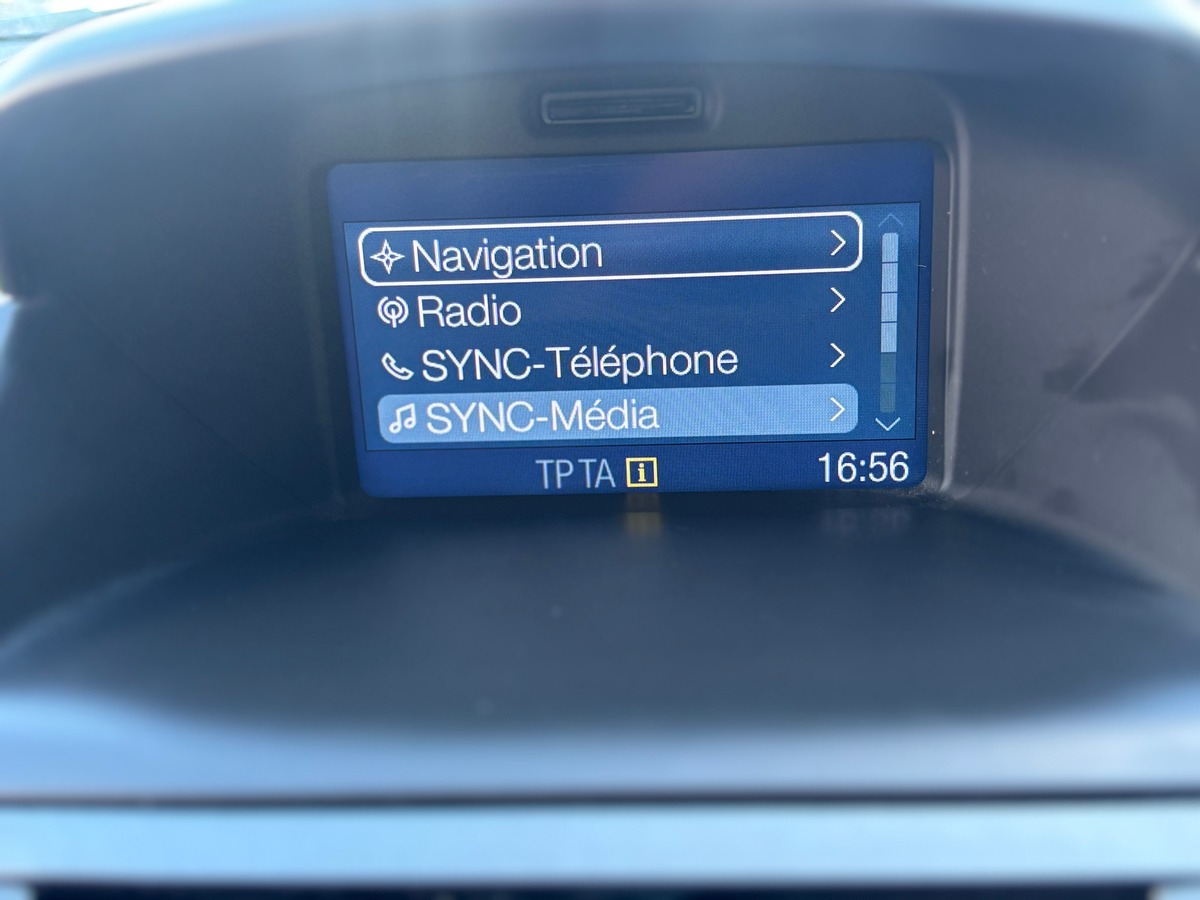 Navigation
Radio
SYNC-Téléphone
SYNC-Média
TP TA i 16:56